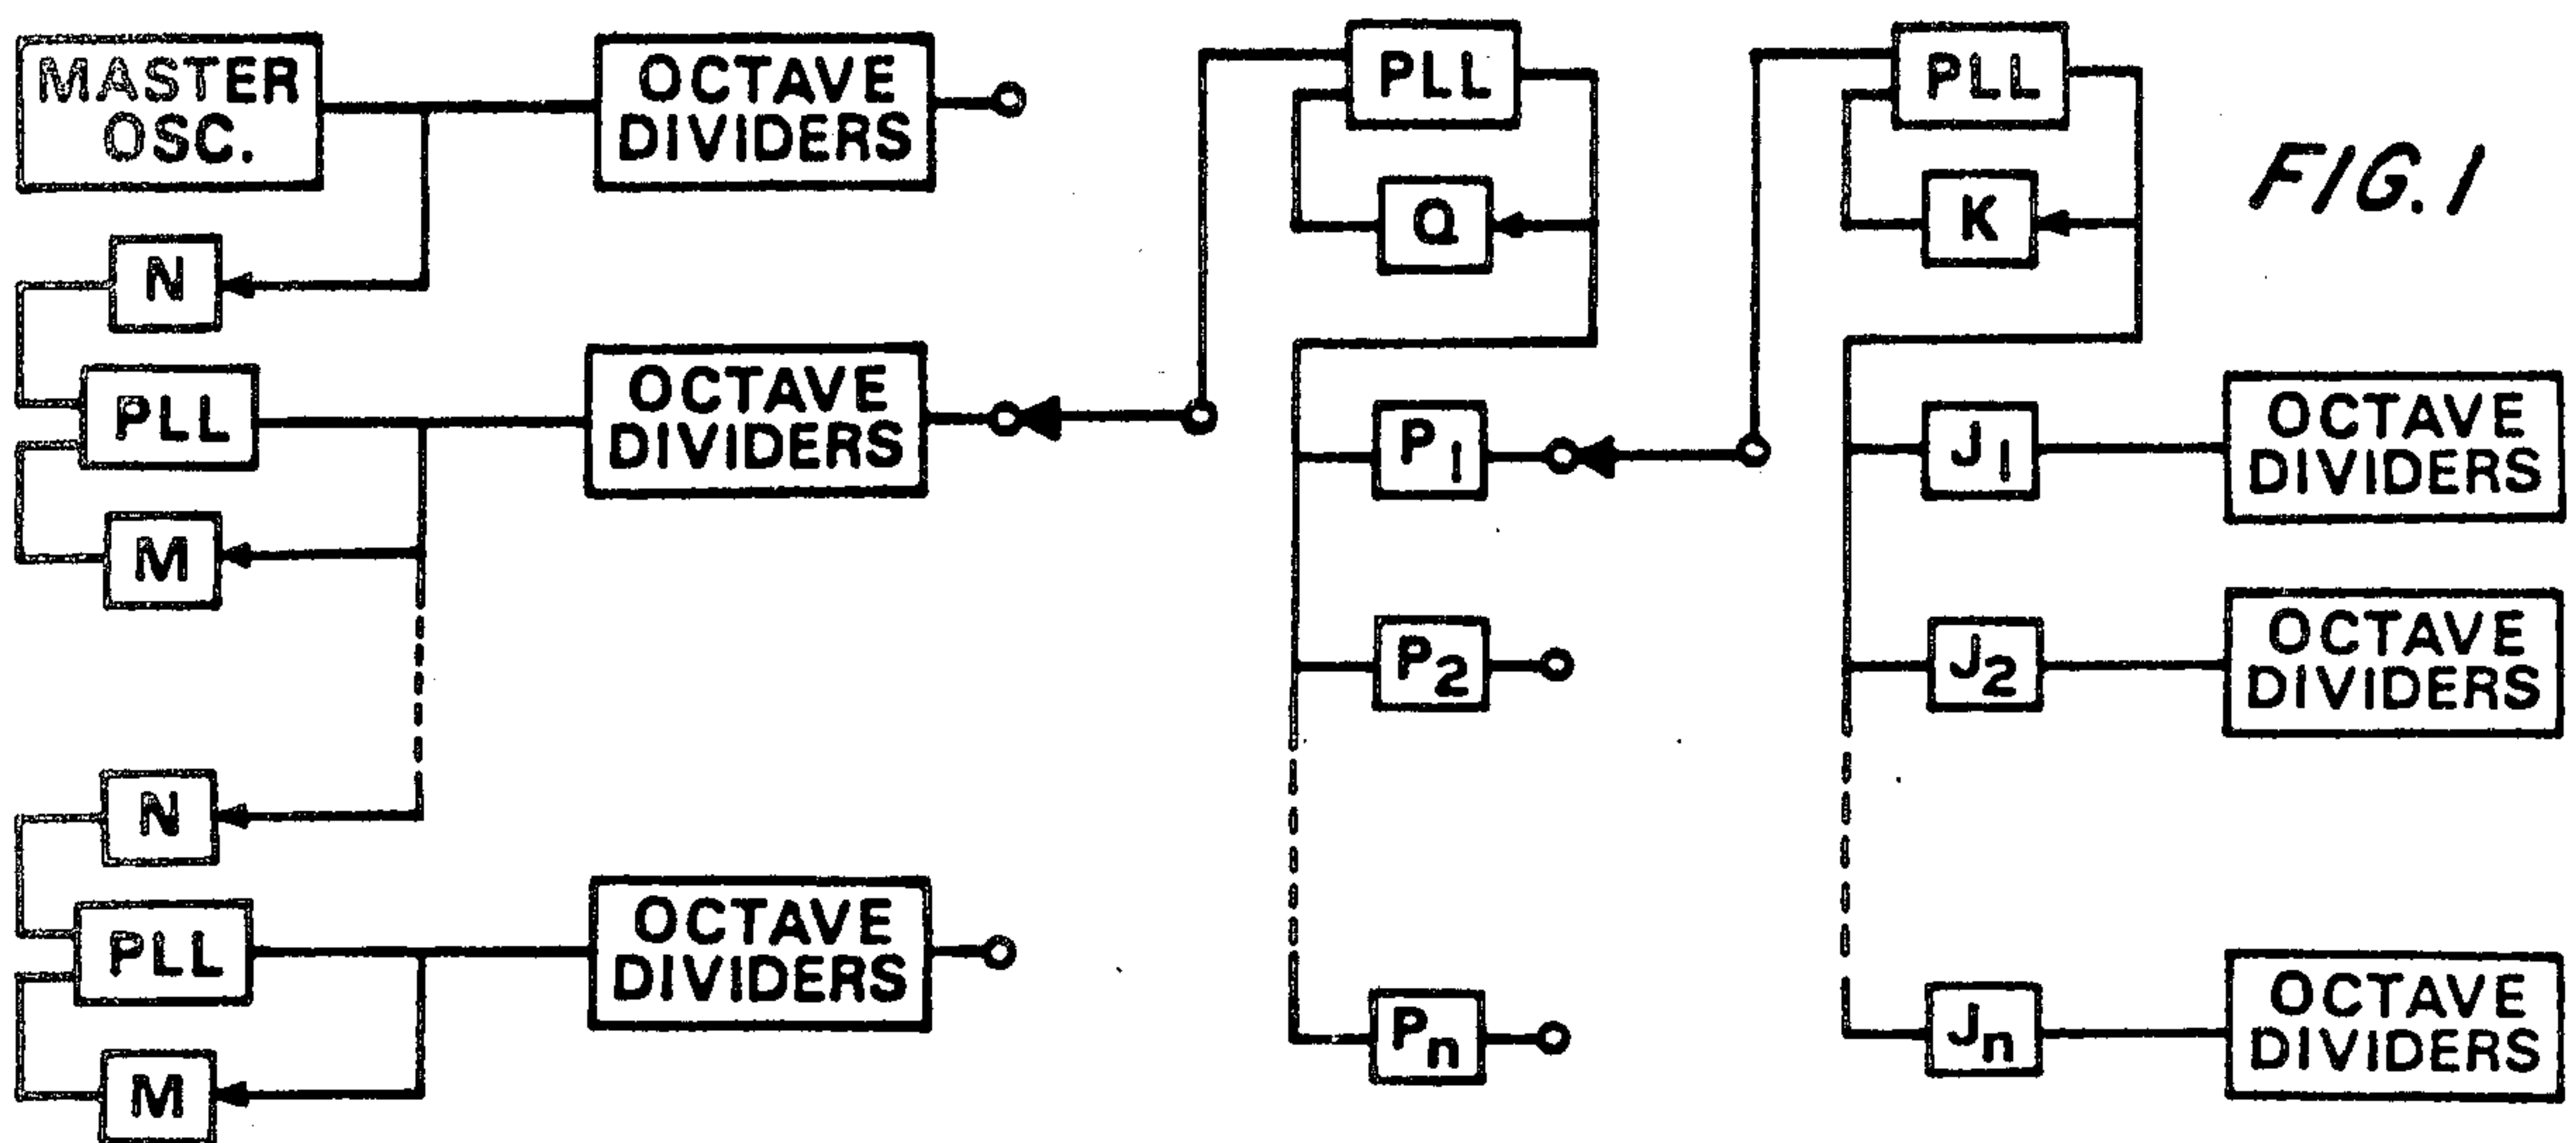 MASTER
OSC.
OCTAVE
DIVIDERS
N
PLL
OCTAVE
DIVIDERS
M
N
PLL
OCTAVE
DIVIDERS
M
PLL
Q
P1
P2
Pn
PLL
K
J1
OCTAVE
DIVIDERS
J2
OCTAVE
DIVIDERS
Jn
OCTAVE
DIVIDERS
FIG. 1